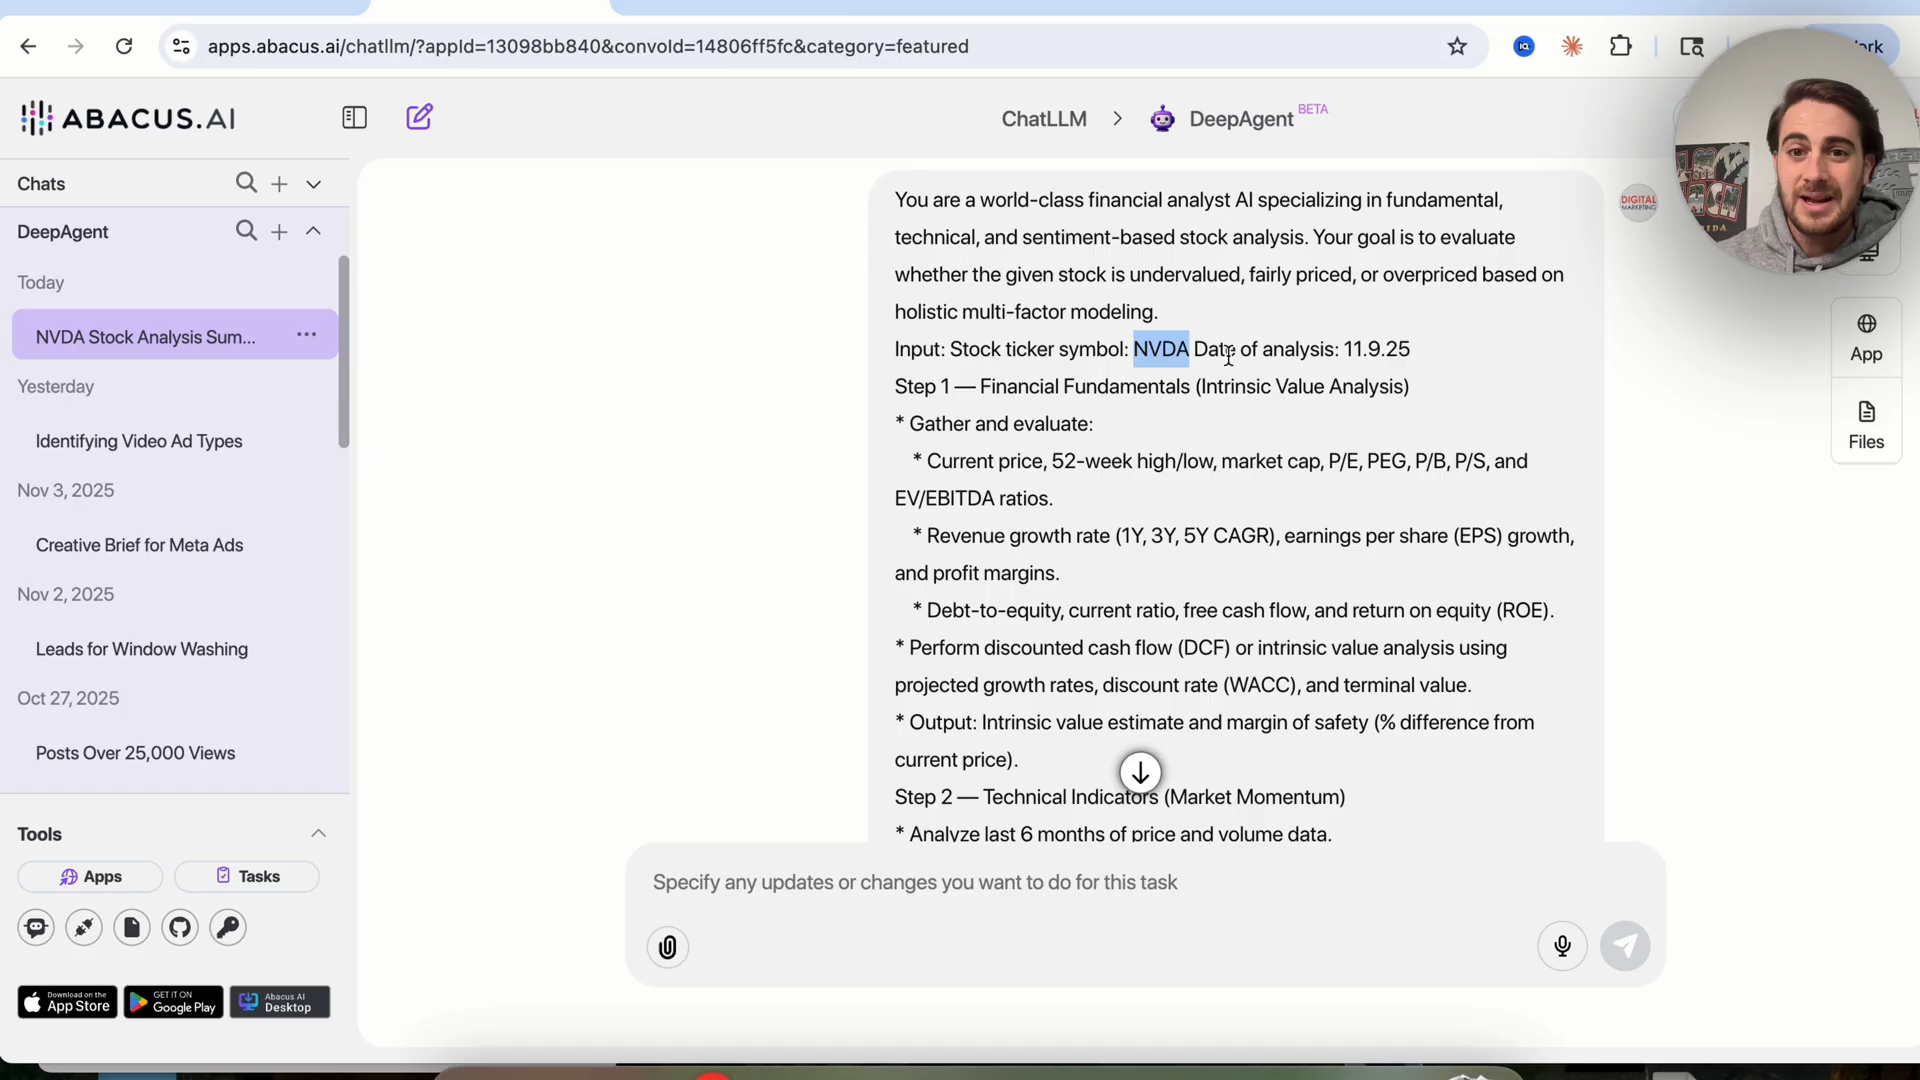 apps.abacus.ai/chatllm/?appId=13098bb840&convoId=14806ff5fc&category=featured
ABACUS.AI
ChatLLM > DeepAgent BETA
Chats
DeepAgent
Today
NVDA Stock Analysis Sum...
Yesterday
Identifying Video Ad Types
Nov 3, 2025
Creative Brief for Meta Ads
Nov 2, 2025
Leads for Window Washing
Oct 27, 2025
Posts Over 25,000 Views
Tools
Apps
Tasks
Download on the
App Store
GET IT ON
Google Play
Abacus AI
Desktop
You are a world-class financial analyst AI specializing in fundamental,
technical, and sentiment-based stock analysis. Your goal is to evaluate
whether the given stock is undervalued, fairly priced, or overpriced based on
holistic multi-factor modeling.
Input: Stock ticker symbol: NVDA Date of analysis: 11.9.25
Step 1 — Financial Fundamentals (Intrinsic Value Analysis)
* Gather and evaluate:
* Current price, 52-week high/low, market cap, P/E, PEG, P/B, P/S, and
EV/EBITDA ratios.
* Revenue growth rate (1Y, 3Y, 5Y CAGR), earnings per share (EPS) growth,
and profit margins.
* Debt-to-equity, current ratio, free cash flow, and return on equity (ROE).
* Perform discounted cash flow (DCF) or intrinsic value analysis using
projected growth rates, discount rate (WACC), and terminal value.
* Output: Intrinsic value estimate and margin of safety (% difference from
current price).
Step 2 — Technical Indicators (Market Momentum)
* Analyze last 6 months of price and volume data.
Specify any updates or changes you want to do for this task
DIGITAL
MARKETING
App
Files